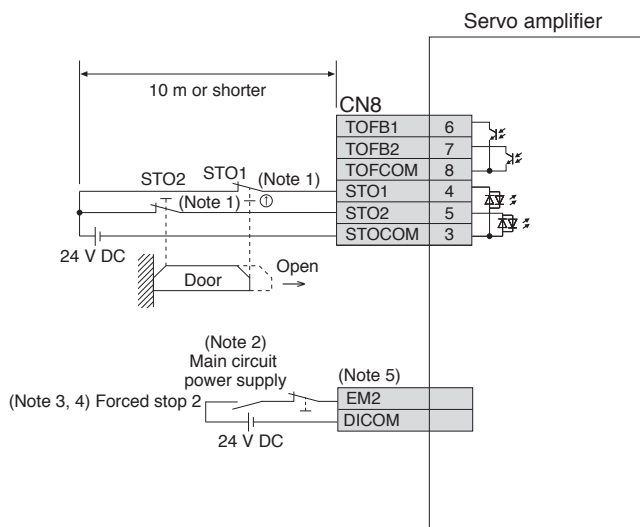 Servo amplifier
10 m or shorter
CN8
TOFB1 6
TOFB2 7
TOFCOM 8
STO1 4
STO2 5
STOCOM 3
STO2
STO1
(Note 1)
(Note 1)
24 V DC
Door
Open
(Note 2)
Main circuit
power supply
(Note 5)
(Note 3, 4) Forced stop 2
EM2
DICOM
24 V DC